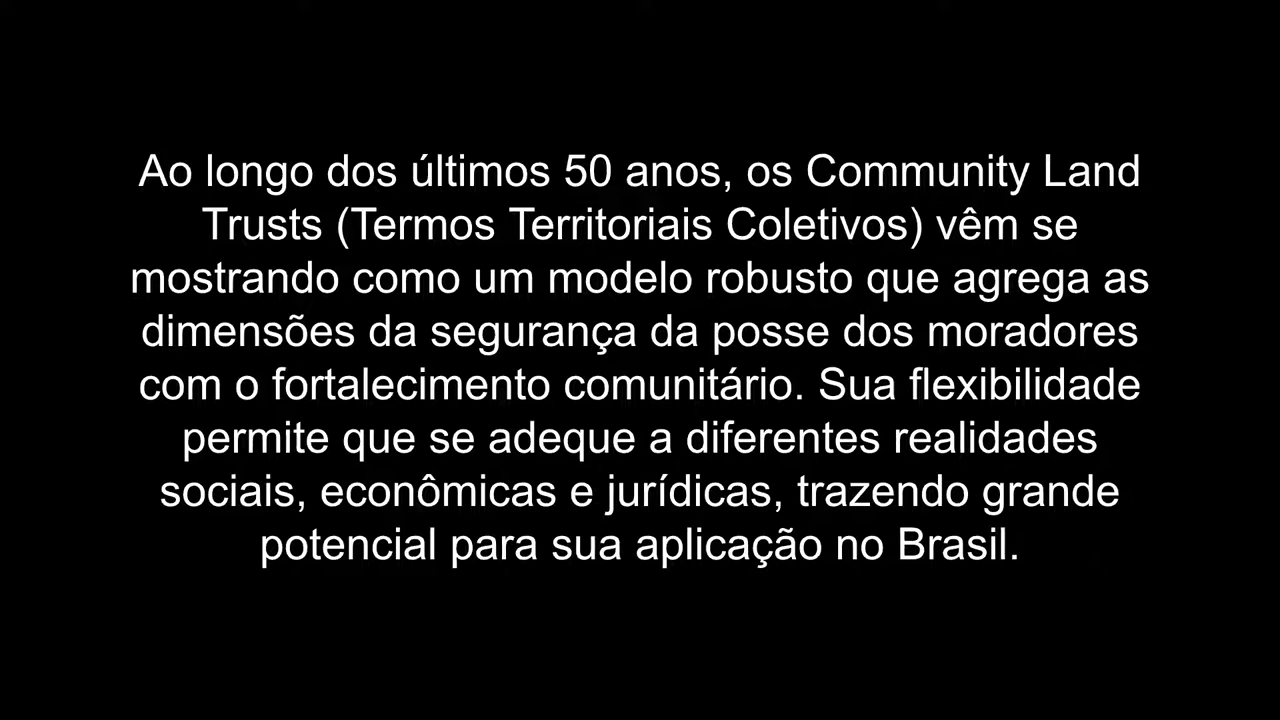 Ao longo dos últimos 50 anos, os Community Land
Trusts (Termos Territoriais Coletivos) vêm se
mostrando como um modelo robusto que agrega as
dimensões da segurança da posse dos moradores
com o fortalecimento comunitário. Sua flexibilidade
permite que se adeque a diferentes realidades
sociais, econômicas e jurídicas, trazendo grande
potencial para sua aplicação no Brasil.